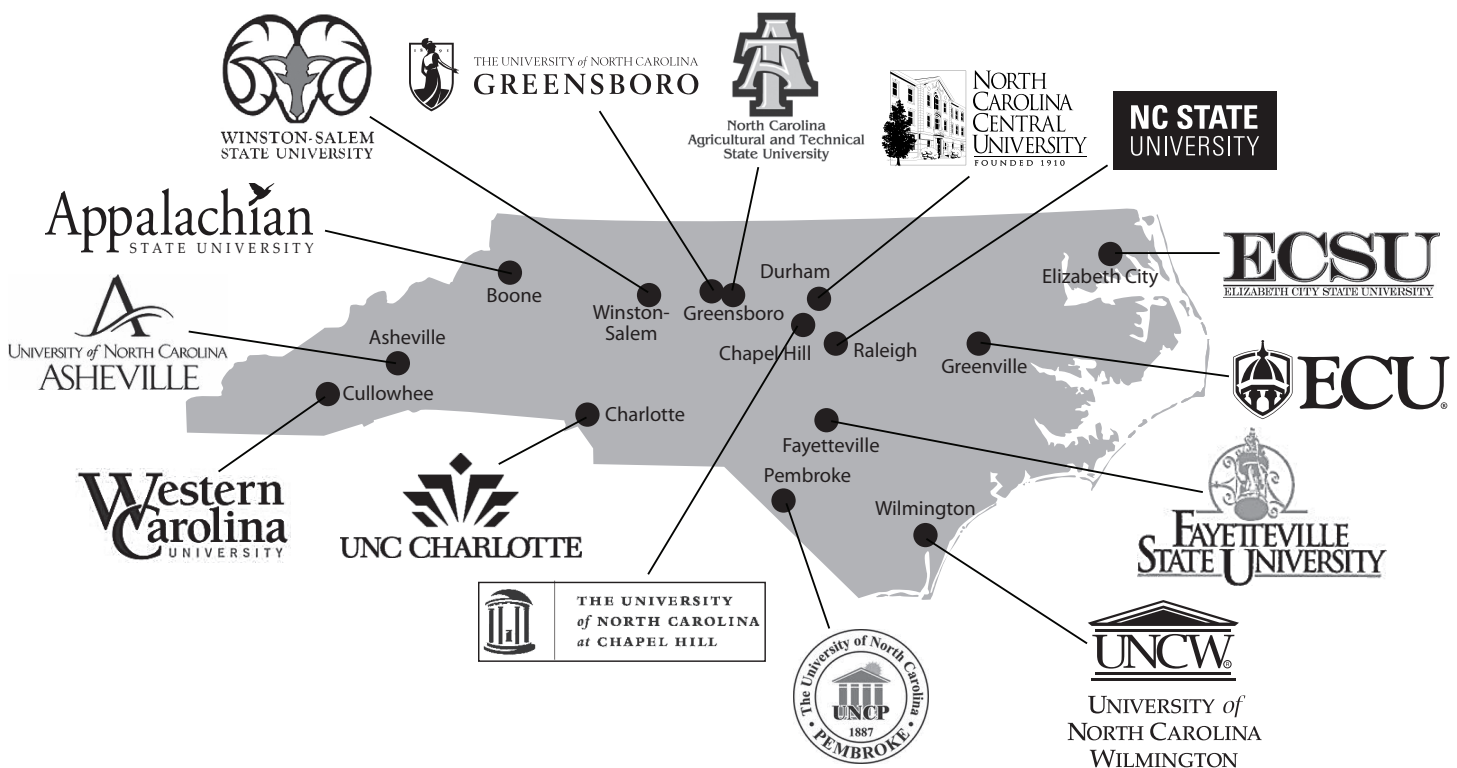 WINSTON-SALEM
STATE UNIVERSITY
THE UNIVERSITY of NORTH CAROLINA
GREENSBORO
North Carolina
Agricultural and Technical
State University
NORTH
CAROLINA
CENTRAL
UNIVERSITY
FOUNDED 1910
NC STATE
UNIVERSITY
Appalachian
STATE UNIVERSITY
UNIVERSITY of NORTH CAROLINA
ASHEVILLE
Boone
Asheville
Cullowhee
Winston-
Salem
Greensboro
Durham
Chapel Hill
Raleigh
Elizabeth City
Greenville
Charlotte
Fayetteville
Pembroke
Wilmington
ECSU
ELIZABETH CITY STATE UNIVERSITY
ECU®
Western
Carolina
UNIVERSITY
UNC CHARLOTTE
THE UNIVERSITY
of NORTH CAROLINA
at CHAPEL HILL
The University of North Carolina
UNCP
1887
• PEMBROKE •
FAYETTEVILLE
STATE UNIVERSITY
UNCW®
UNIVERSITY of
NORTH CAROLINA
WILMINGTON